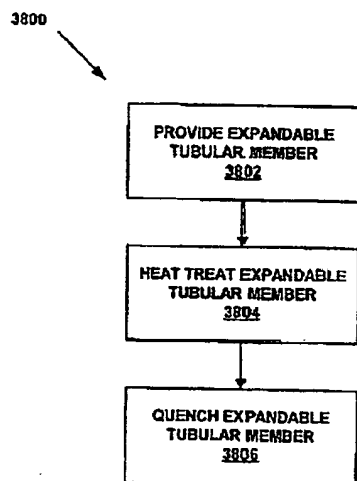 3800
PROVIDE EXPANDABLE
TUBULAR MEMBER
3802
HEAT TREAT EXPANDABLE
TUBULAR MEMBER
3804
QUENCH EXPANDABLE
TUBULAR MEMBER
3806